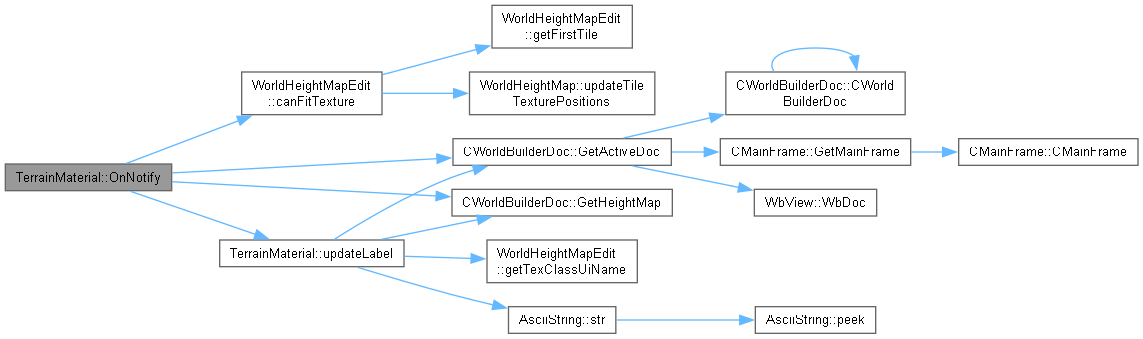 WorldHeightMapEdit
::getFirstTile
WorldHeightMapEdit
::canFitTexture
WorldHeightMap::updateTile
TexturePositions
CWorldBuilderDoc::CWorld
BuilderDoc
TerrainMaterial::OnNotify
CWorldBuilderDoc::GetActiveDoc
CMainFrame::GetMainFrame
CMainFrame::CMainFrame
CWorldBuilderDoc::GetHeightMap
WbView::WbDoc
TerrainMaterial::updateLabel
WorldHeightMapEdit
::getTexClassUiName
AsciiString::str
AsciiString::peek